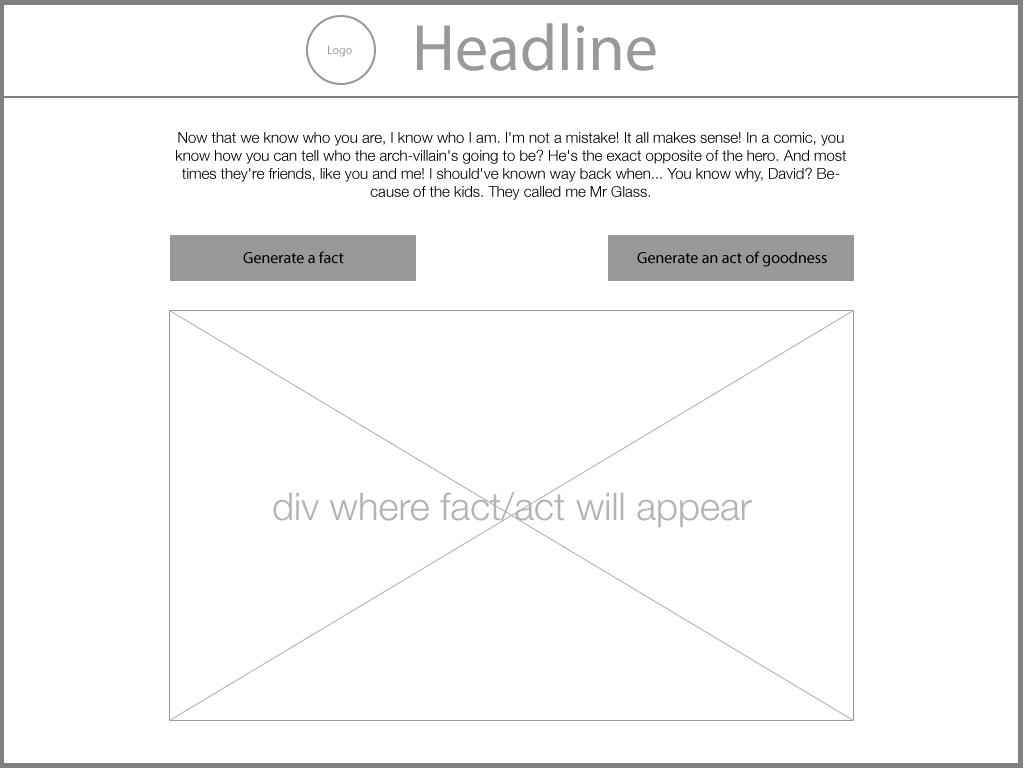 Logo
Headline
Now that we know who you are, I know who I am. I'm not a mistake! It all makes sense! In a comic, you
know how you can tell who the arch-villain's going to be? He's the exact opposite of the hero. And most
times they're friends, like you and me! I should've known way back when... You know why, David? Be-
cause of the kids. They called me Mr Glass.
Generate a fact
Generate an act of goodness
div where fact/act will appear